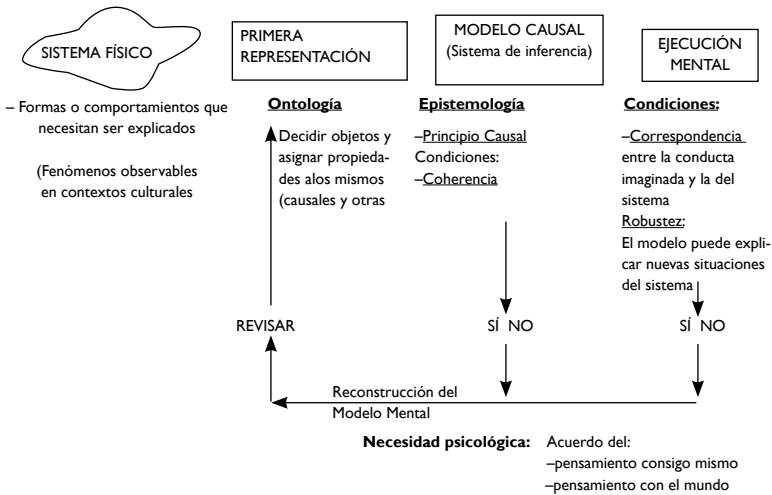 SISTEMA FÍSICO
– Formas o comportamientos que
necesitan ser explicados
(Fenómenos observables
en contextos culturales
PRIMERA
REPRESENTACIÓN
Ontología
Decidir objetos y
asignar propieda-
des alos mismos
(causales y otras
MODELO CAUSAL
(Sistema de inferencia)
Epistemología
–Principio Causal
Condiciones:
–Coherencia
EJECUCIÓN
MENTAL
Condiciones:
–Correspondencia
entre la conducta
imaginada y la del
sistema
Robustez:
El modelo puede expli-
car nuevas situaciones
del sistema
REVISAR
SÍ NO
SÍ NO
Reconstrucción del
Modelo Mental
Necesidad psicológica: Acuerdo del:
–pensamiento consigo mismo
–pensamiento con el mundo